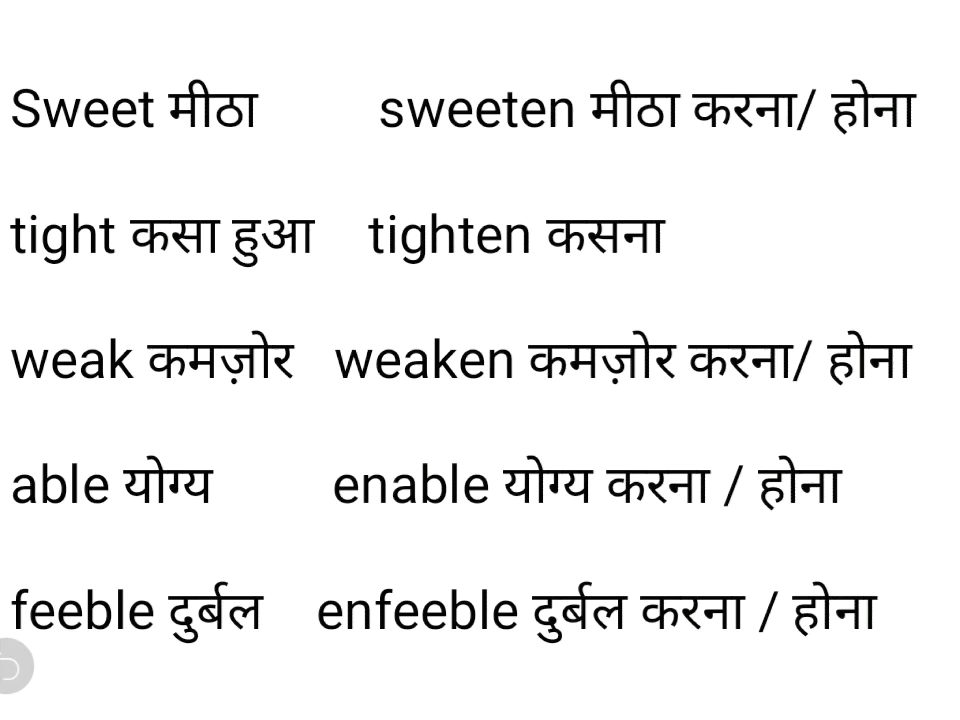 Sweet मीठा sweeten मीठा करना/ होना
tight कसा हुआ tighten कसना
weak कमज़ोर weaken कमज़ोर करना/ होना
able योग्य enable योग्य करना / होना
feeble दुर्बल enfeeble दुर्बल करना / होना